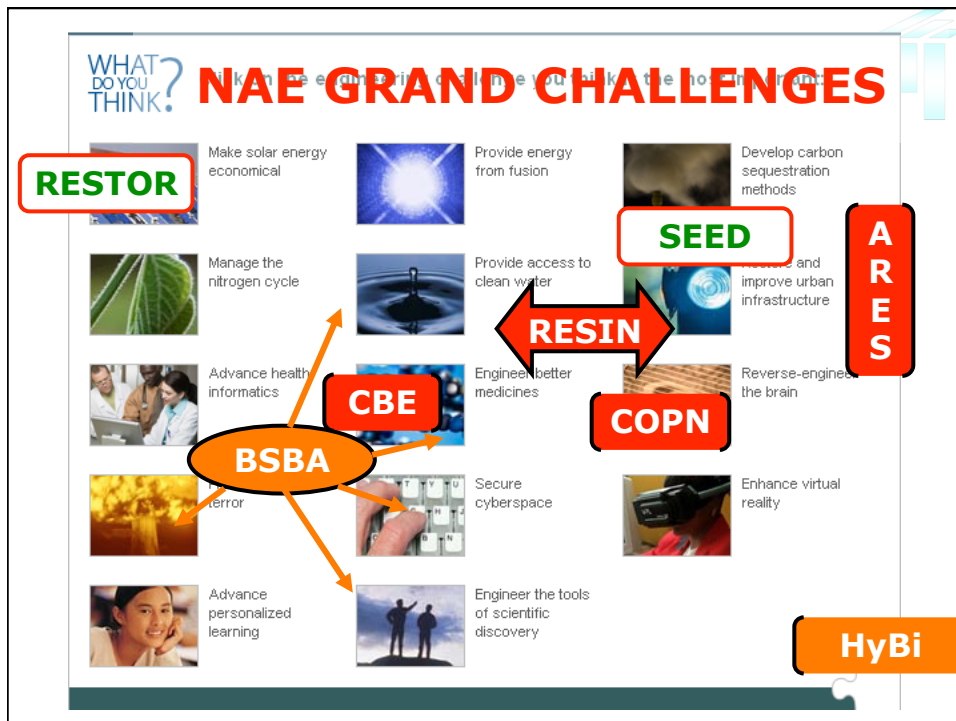 WHAT
DO YOU
THINK?
NAE GRAND CHALLENGES
Make solar energy
economical
Provide energy
from fusion
Develop carbon
sequestration
methods
RESTOR
SEED
ARES
Manage the
nitrogen cycle
Provide access to
clean water
and
improve urban
infrastructure
RESIN
Advance health
informatics
CBE
Engineer better
medicines
COPN
Reverse-engineer
the brain
BSBA
terror
Secure
cyberspace
Enhance virtual
reality
Advance
personalized
learning
Engineer the tools
of scientific
discovery
HyBi